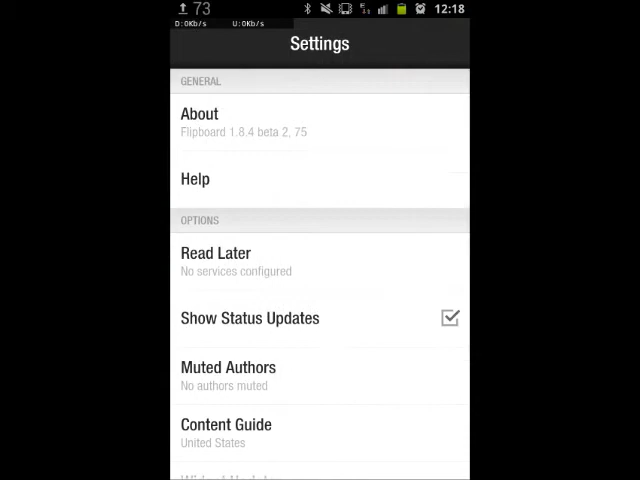 73
12:18
D:0Kb/s U:0Kb/s
Settings
GENERAL
About
Flipboard 1.8.4 beta 2, 75
Help
OPTIONS
Read Later
No services configured
Show Status Updates
Muted Authors
No authors muted
Content Guide
United States